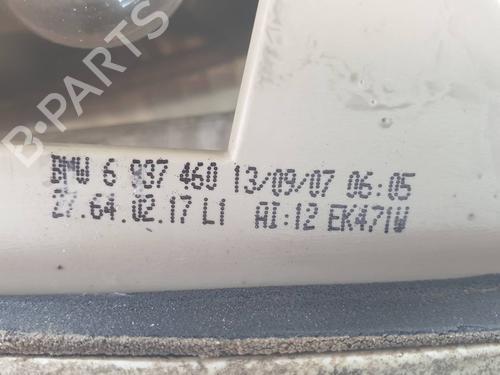 B-PARTS
BMW 6 937 460 13/09/07 06:05
27.64.02.17 L1 AI:12 EK471W